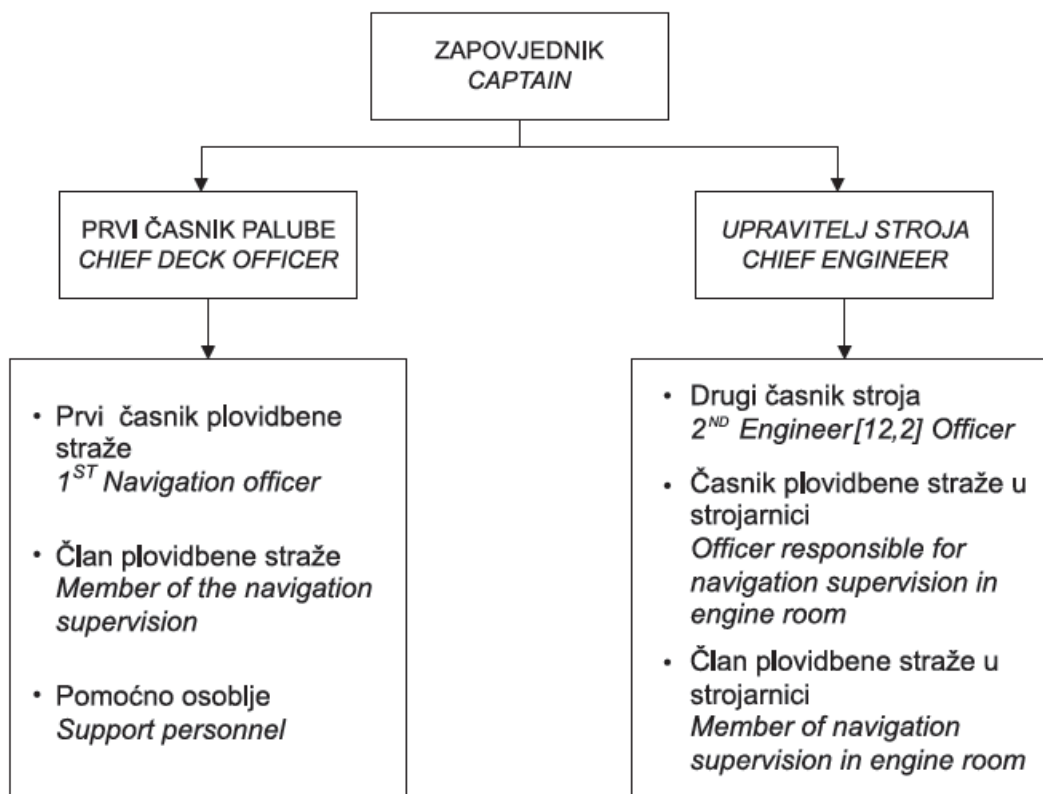 ZAPOVJEDNIK
CAPTAIN
PRVI ČASNIK PALUBE
CHIEF DECK OFFICER
UPRAVITELJ STROJA
CHIEF ENGINEER
• Prvi časnik plovidbene
straže
1ST Navigation officer
• Član plovidbene straže
Member of the navigation
supervision
• Pomoćno osoblje
Support personnel
• Drugi časnik stroja
2ND Engineer[12,2] Officer
• Časnik plovidbene straže u
strojarnici
Officer responsible for
navigation supervision in
engine room
• Član plovidbene straže u
strojarnici
Member of navigation
supervision in engine room